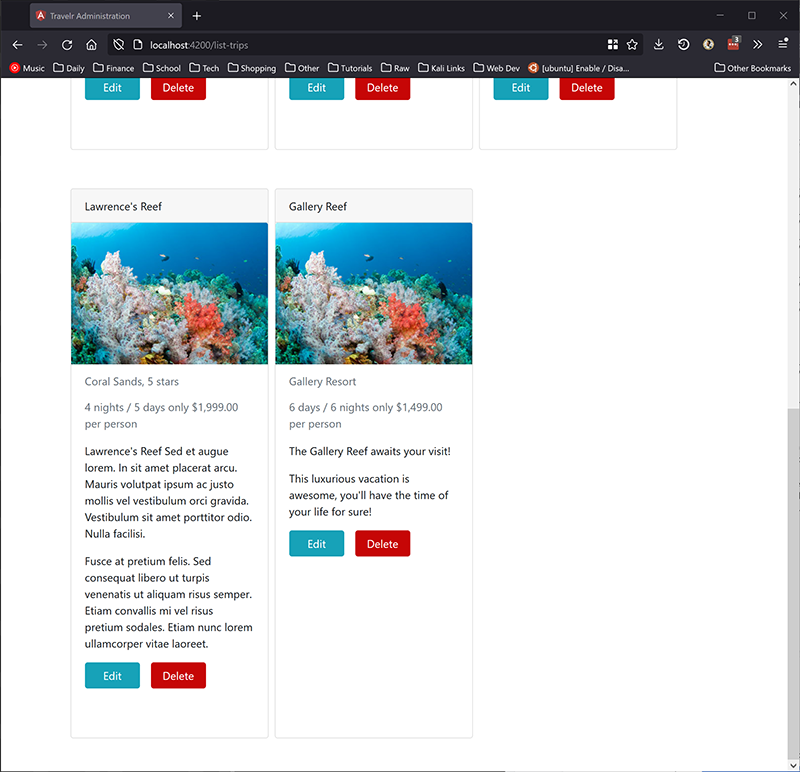 Travelr Administration
localhost:4200/list-trips
3
Music Daily Finance School Tech Shopping Other Tutorials Raw Kali Links Web Dev [ubuntu] Enable / Disa... Other Bookmarks
Edit Delete Edit Delete Edit Delete
Lawrence's Reef
Coral Sands, 5 stars
4 nights / 5 days only $1,999.00
per person
Lawrence's Reef Sed et augue
lorem. In sit amet placerat arcu.
Mauris volutpat ipsum ac justo
mollis vel vestibulum orci gravida.
Vestibulum sit amet porttitor odio.
Nulla facilisi.
Fusce at pretium felis. Sed
consequat libero ut turpis
venenatis ut aliquam risus semper.
Etiam convallis mi vel risus
pretium sodales. Etiam nunc lorem
ullamcorper vitae laoreet.
Edit Delete
Gallery Reef
Gallery Resort
6 days / 6 nights only $1,499.00
per person
The Gallery Reef awaits your visit!
This luxurious vacation is
awesome, you'll have the time of
your life for sure!
Edit Delete